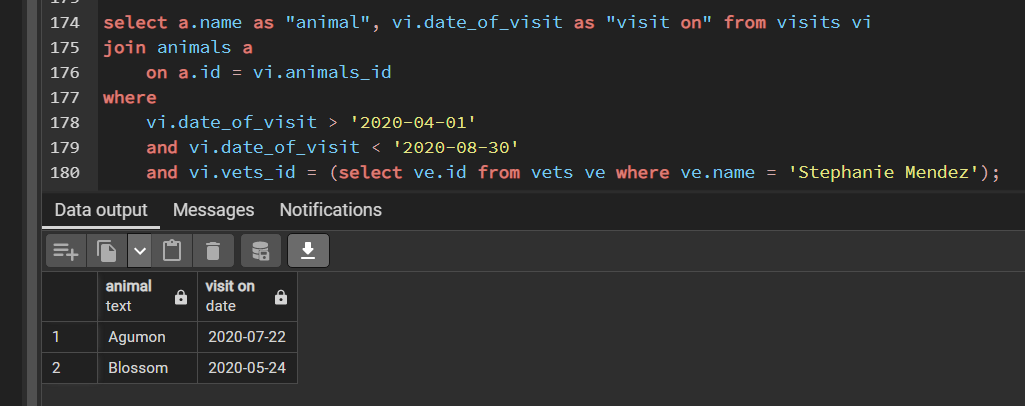 174 select a.name as "animal", vi.date_of_visit as "visit on" from visits vi
175 join animals a
176 on a.id = vi.animals_id
177 where
178 vi.date_of_visit > '2020-04-01'
179 and vi.date_of_visit < '2020-08-30'
180 and vi.vets_id = (select ve.id from vets ve where ve.name = 'Stephanie Mendez');
Data output Messages Notifications
animal visit on
text date
1 Agumon 2020-07-22
2 Blossom 2020-05-24